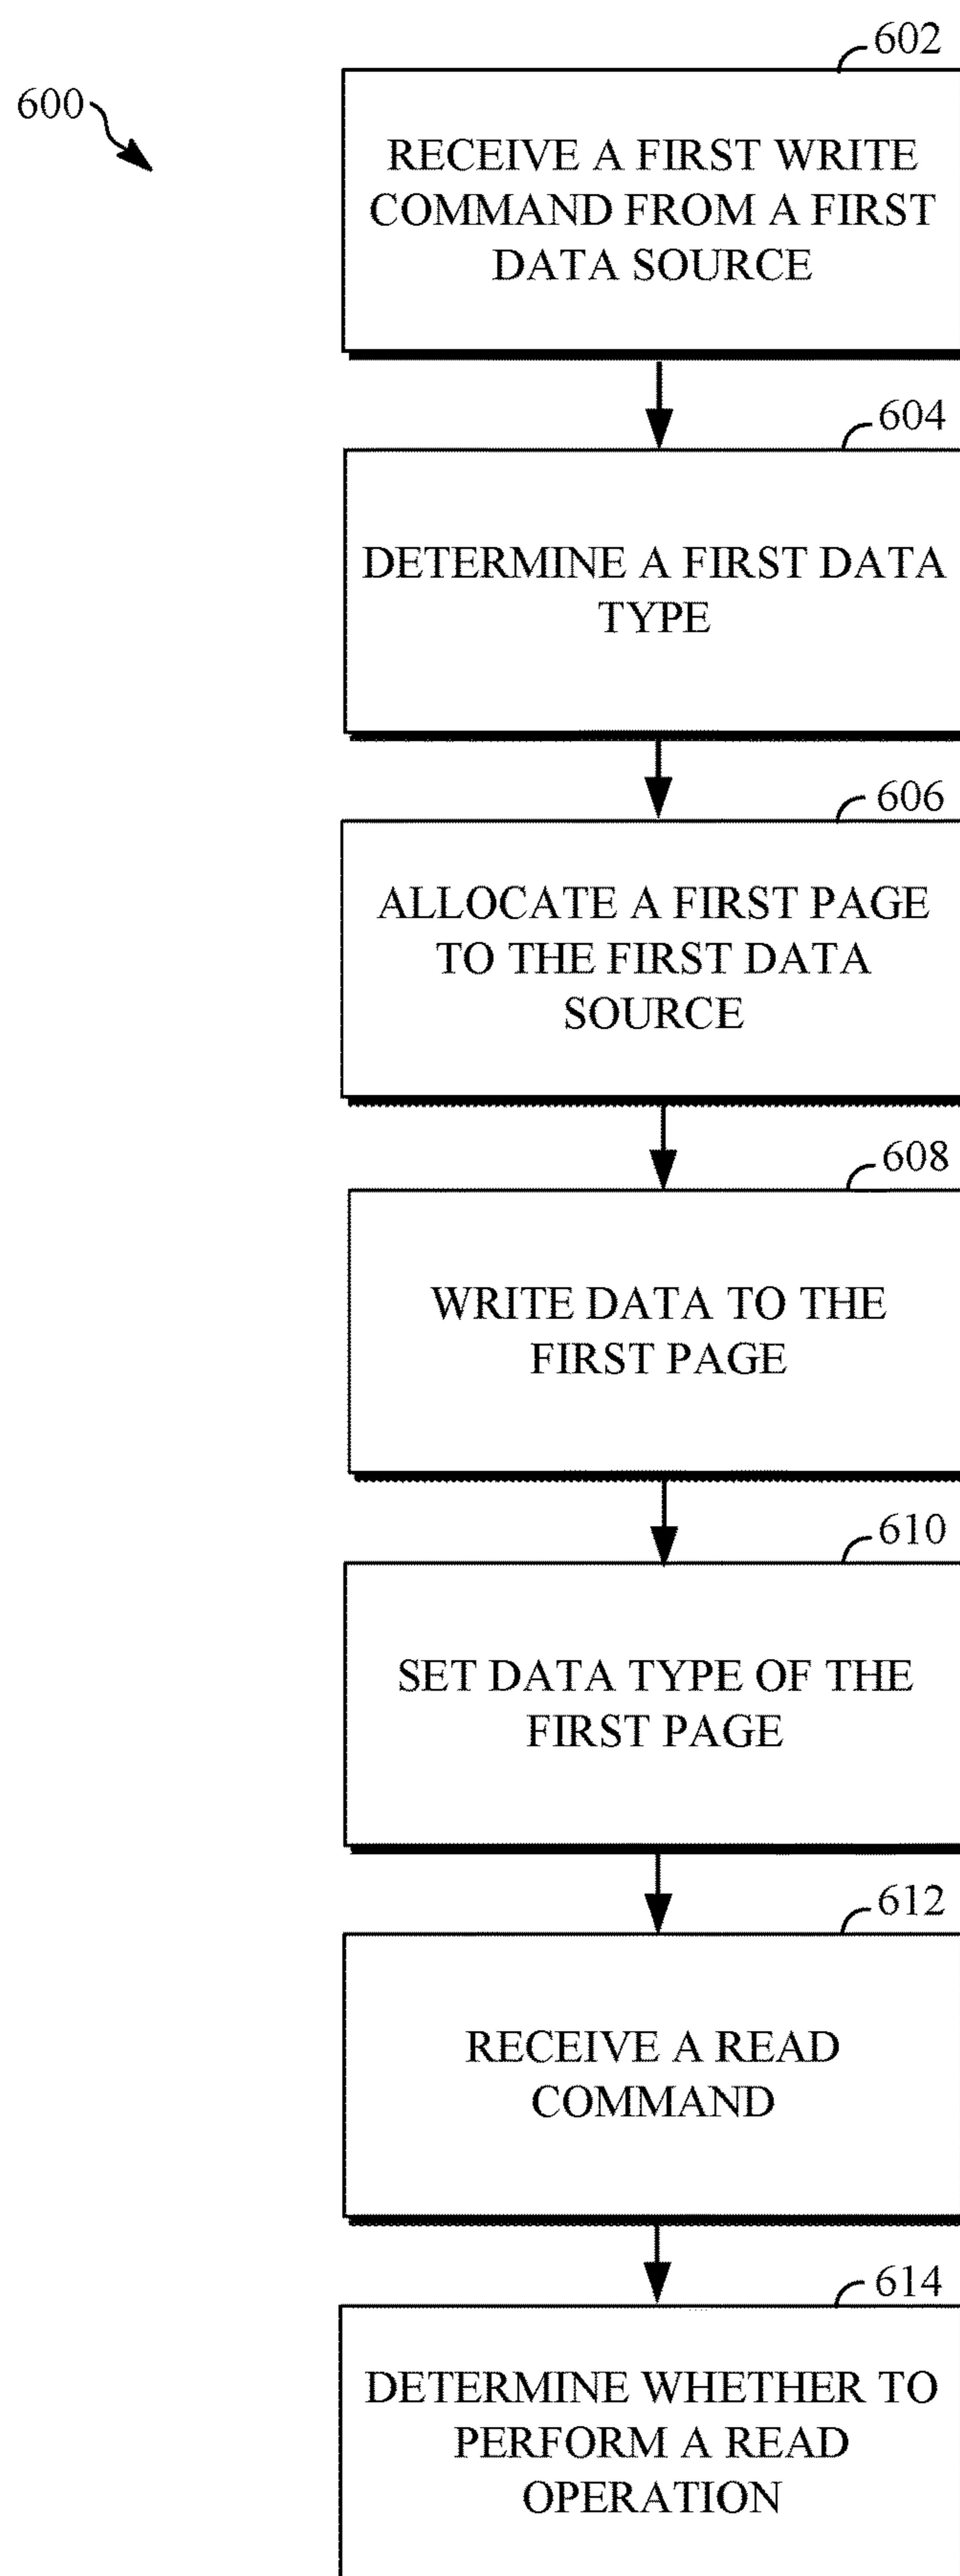 602
600
RECEIVE A FIRST WRITE
COMMAND FROM A FIRST
DATA SOURCE
604
DETERMINE A FIRST DATA
TYPE
606
ALLOCATE A FIRST PAGE
TO THE FIRST DATA
SOURCE
608
WRITE DATA TO THE
FIRST PAGE
610
SET DATA TYPE OF THE
FIRST PAGE
612
RECEIVE A READ
COMMAND
614
DETERMINE WHETHER TO
PERFORM A READ
OPERATION